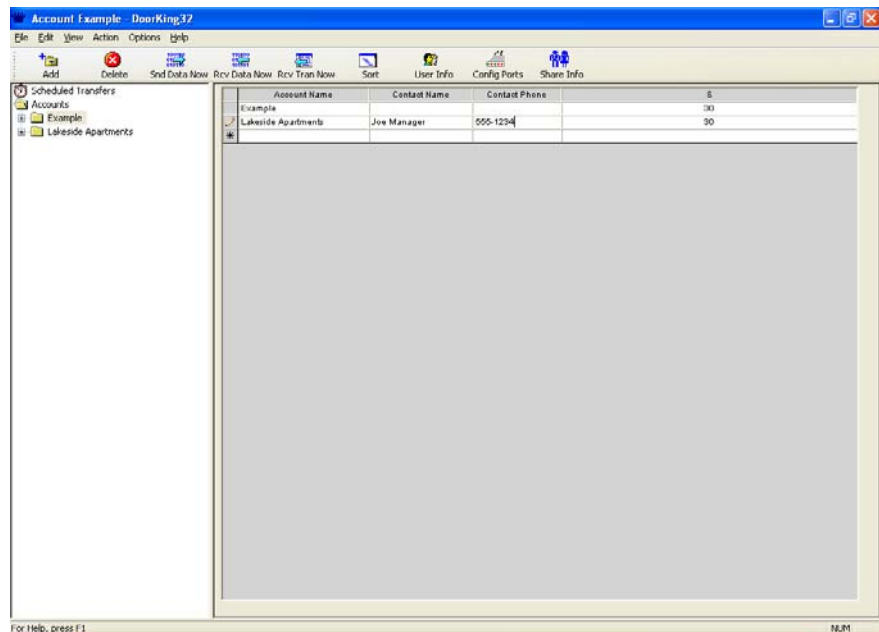 Account Example - DoorKing32
File Edit View Action Options Help
Add Delete Snd Data Now Rcv Data Now Rcv Tran Now Sort User Info Config Ports Share Info
Scheduled Transfers
Accounts
Example
Lakeside Apartments
Account Name Contact Name Contact Phone S
Example 30
Lakeside Apartments Joe Manager 555-1234 30
For Help, press F1 NUM